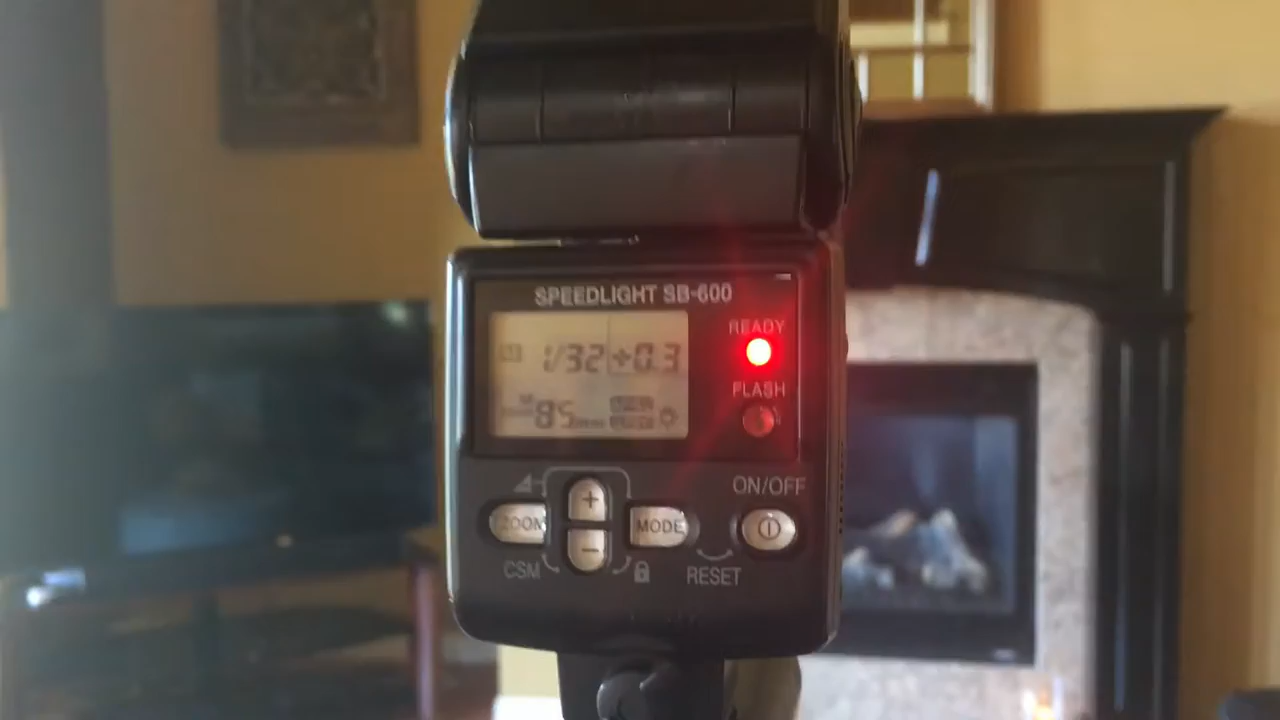 SPEEDLIGHT SB-600
READY
M 1/32 +0.3
FLASH
85mm
ON/OFF
+
ZOOM
MODE
-
CSM
RESET